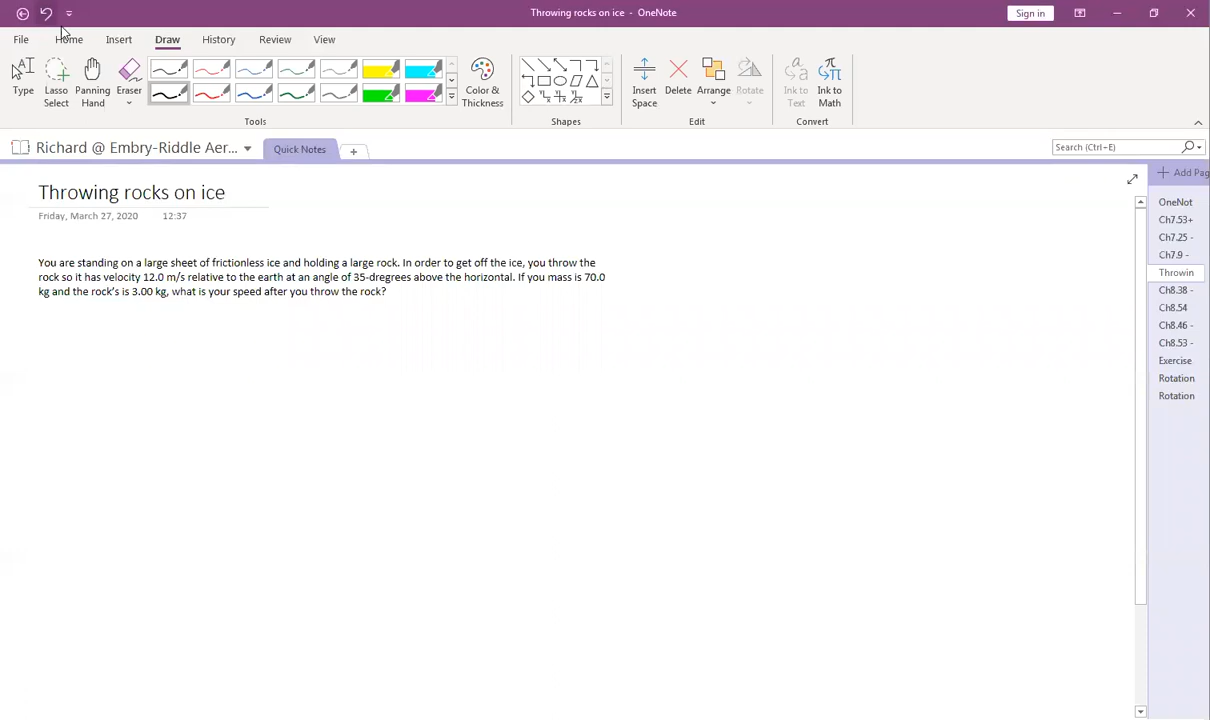 Throwing rocks on ice - OneNote
Sign in
File Home Insert Draw History Review View
Type
Lasso Select
Panning Hand
Eraser
Color & Thickness
Insert Space
Delete
Arrange
Rotate
Ink to Text
Ink to Math
Tools
Shapes
Edit
Convert
Richard @ Embry-Riddle Aer...
Quick Notes
Search (Ctrl+E)
Add Pag
Throwing rocks on ice
Friday, March 27, 2020 12:37
You are standing on a large sheet of frictionless ice and holding a large rock. In order to get off the ice, you throw the
rock so it has velocity 12.0 m/s relative to the earth at an angle of 35-degrees above the horizontal. If you mass is 70.0
kg and the rock's is 3.00 kg, what is your speed after you throw the rock?
OneNot
Ch7.53+
Ch7.25 -
Ch7.9 -
Throwin
Ch8.38 -
Ch8.54
Ch8.46 -
Ch8.53 -
Exercise
Rotation
Rotation